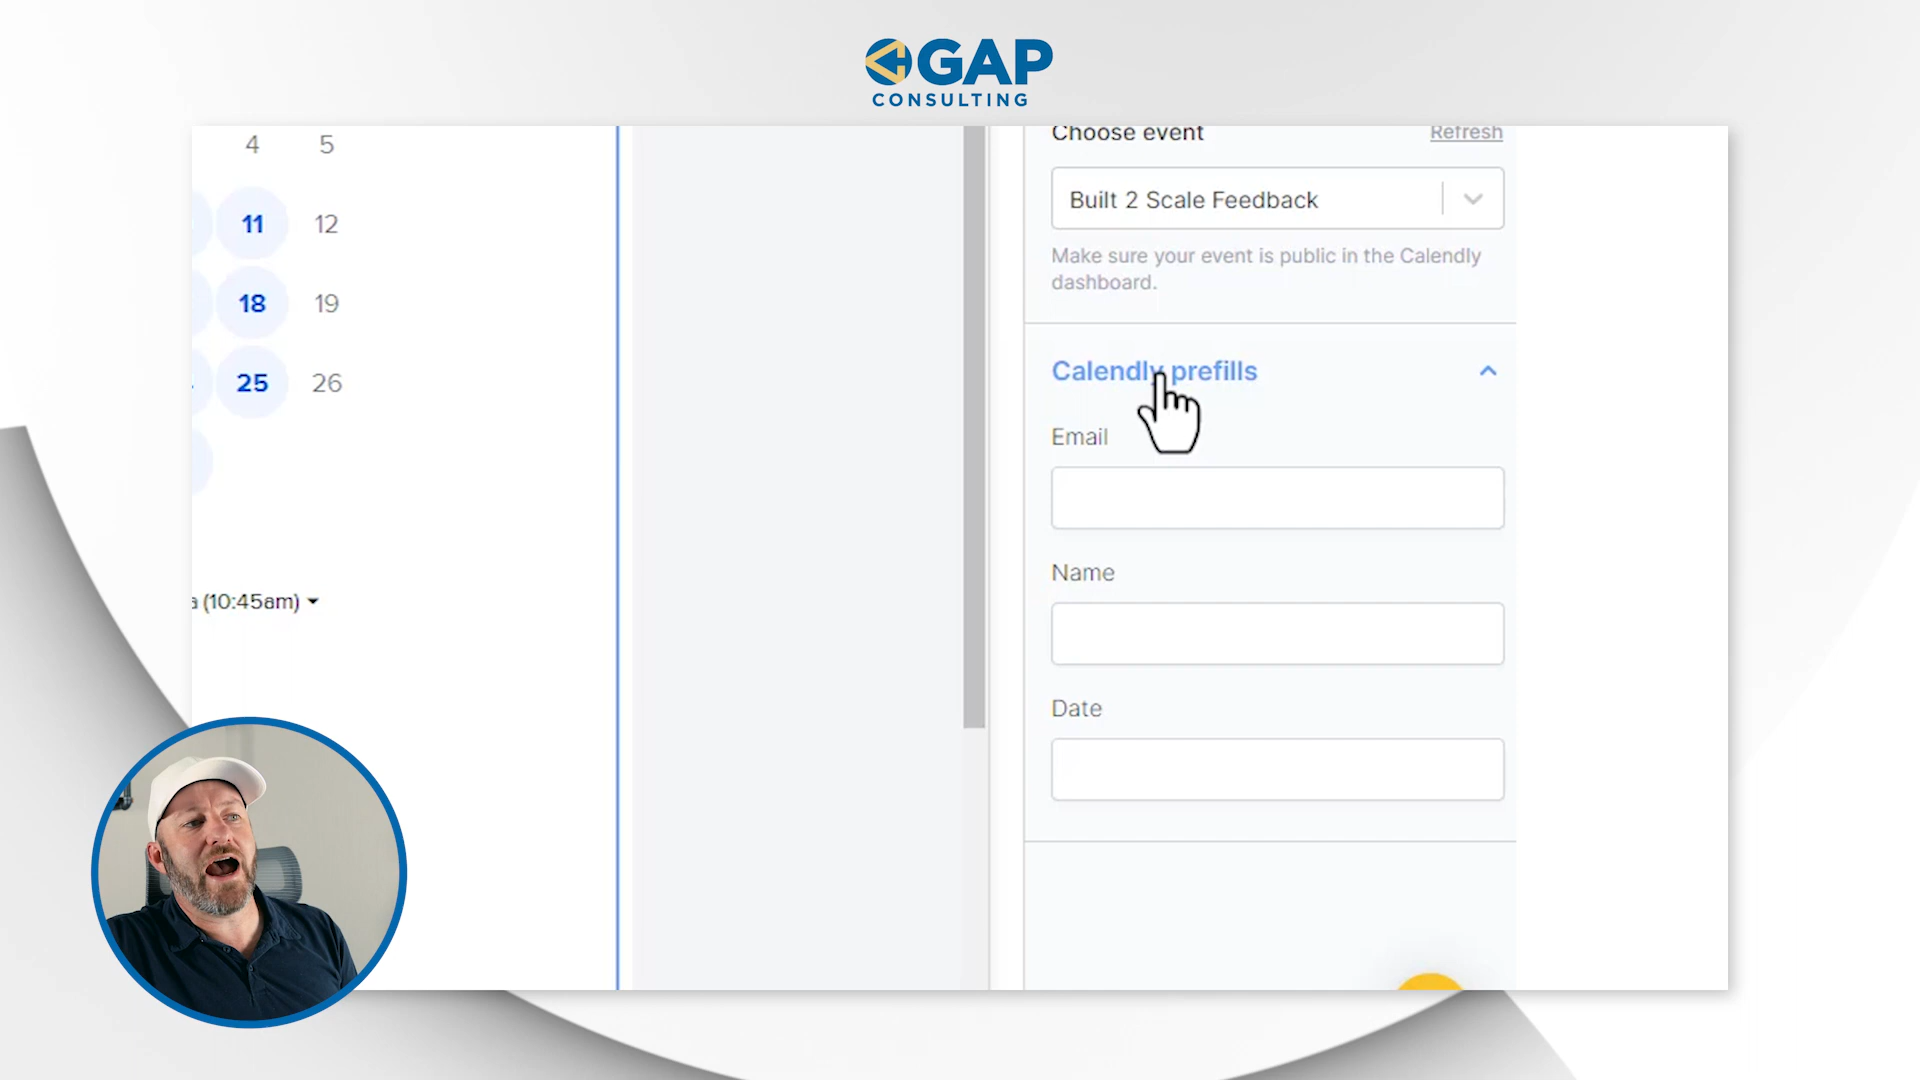 GAP
CONSULTING
4 5
11 12
18 19
25 26
(10:45am)
Choose event Refresh
Built 2 Scale Feedback
Make sure your event is public in the Calendly
dashboard.
Calendly prefills
Email
Name
Date